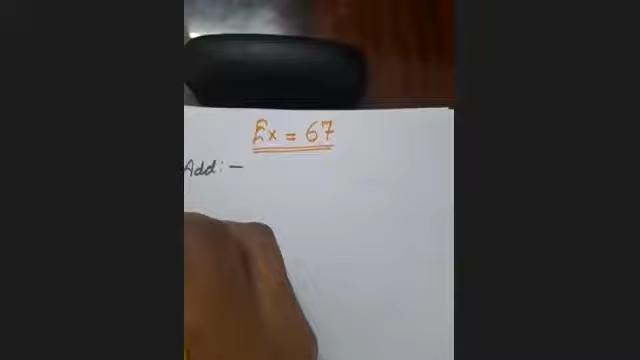 Ex = 67
Add:-